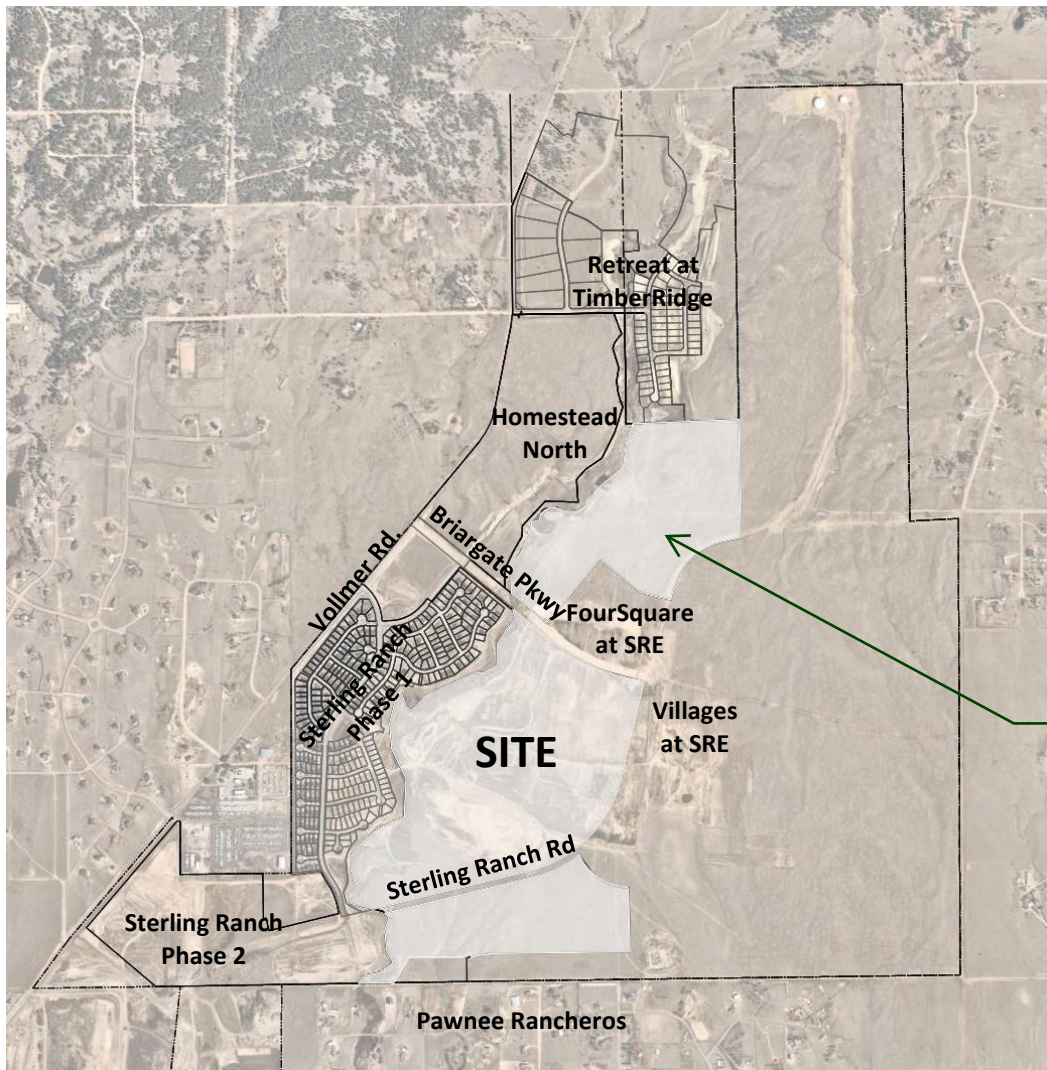 Retreat at
TimberRidge
Homestead
North
Briargate Pkwy
Vollmer Rd.
FourSquare
at SRE
Sterling Ranch
Phase 1
Villages
at SRE
SITE
Sterling Ranch Rd
Sterling Ranch
Phase 2
Pawnee Rancheros